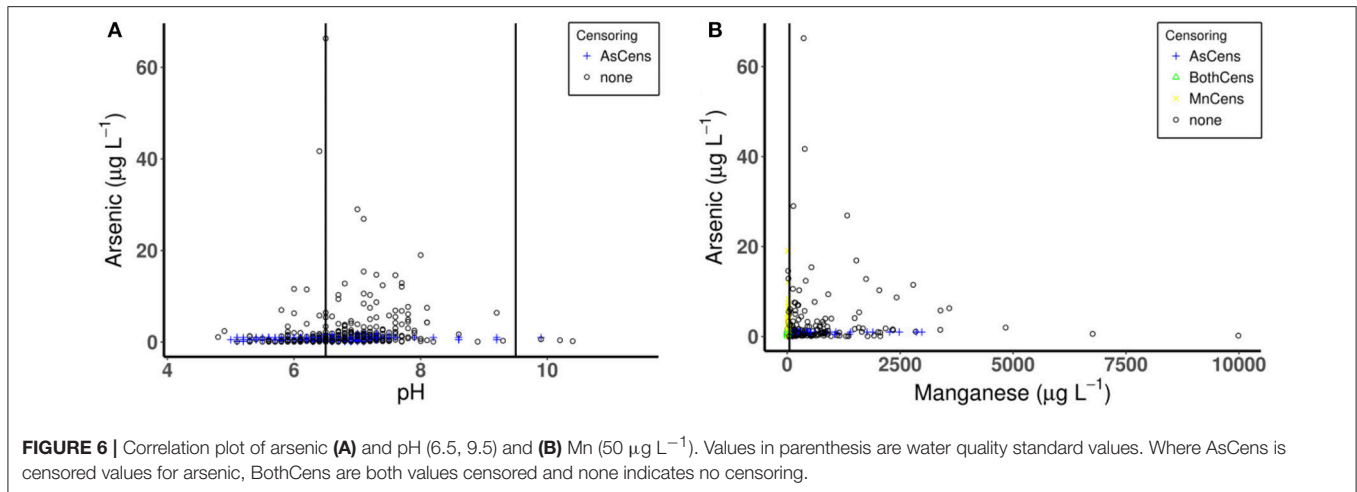 A
Arsenic (µg L−1)
60
40
20
0
4 6 8 10
pH
Censoring
AsCens
none
B
Arsenic (µg L−1)
60
40
20
0
0 2500 5000 7500 10000
Manganese (µg L−1)
Censoring
AsCens
BothCens
MnCens
none
FIGURE 6 | Correlation plot of arsenic (A) and pH (6.5, 9.5) and (B) Mn (50 µg L−1). Values in parenthesis are water quality standard values. Where AsCens is
censored values for arsenic, BothCens are both values censored and none indicates no censoring.